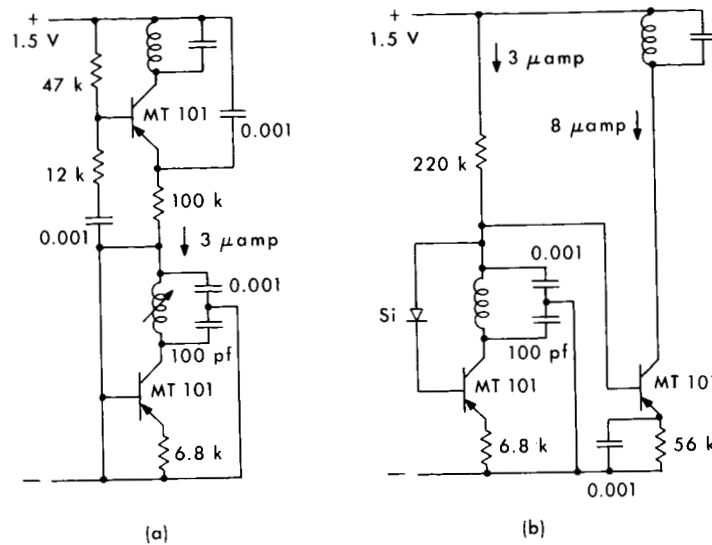 +
1.5 V
47 k
MT 101
0.001
12 k
100 k
0.001
3 μamp
0.001
100 pf
MT 101
6.8 k
—
(a)
+
1.5 V
3 μamp
8 μamp
220 k
0.001
Si
100 pf
MT 101
MT 101
6.8 k
56 k
0.001
—
(b)